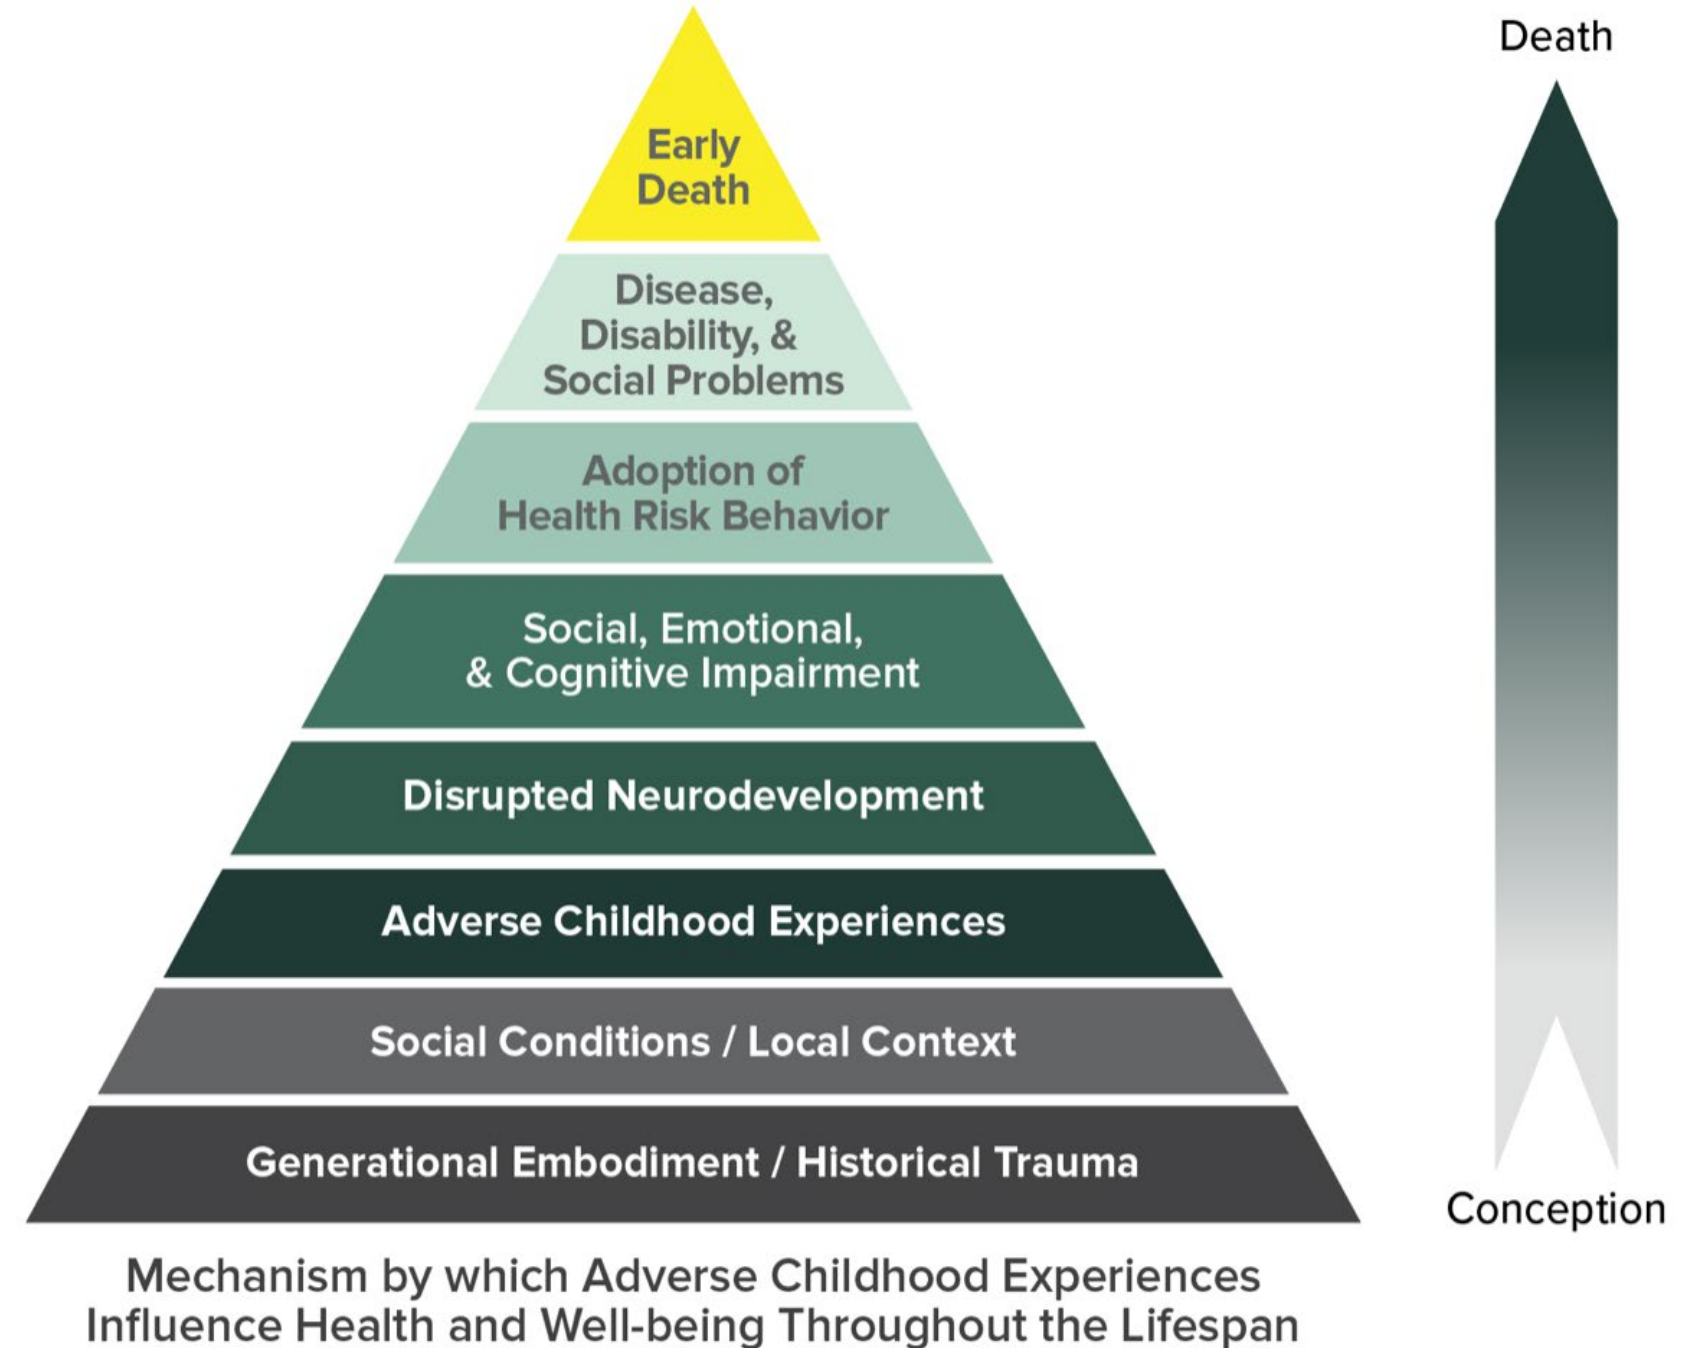 Death
Early
Death
Disease,
Disability, &
Social Problems
Adoption of
Health Risk Behavior
Social, Emotional,
& Cognitive Impairment
Disrupted Neurodevelopment
Adverse Childhood Experiences
Social Conditions / Local Context
Generational Embodiment / Historical Trauma
Conception
Mechanism by which Adverse Childhood Experiences
Influence Health and Well-being Throughout the Lifespan